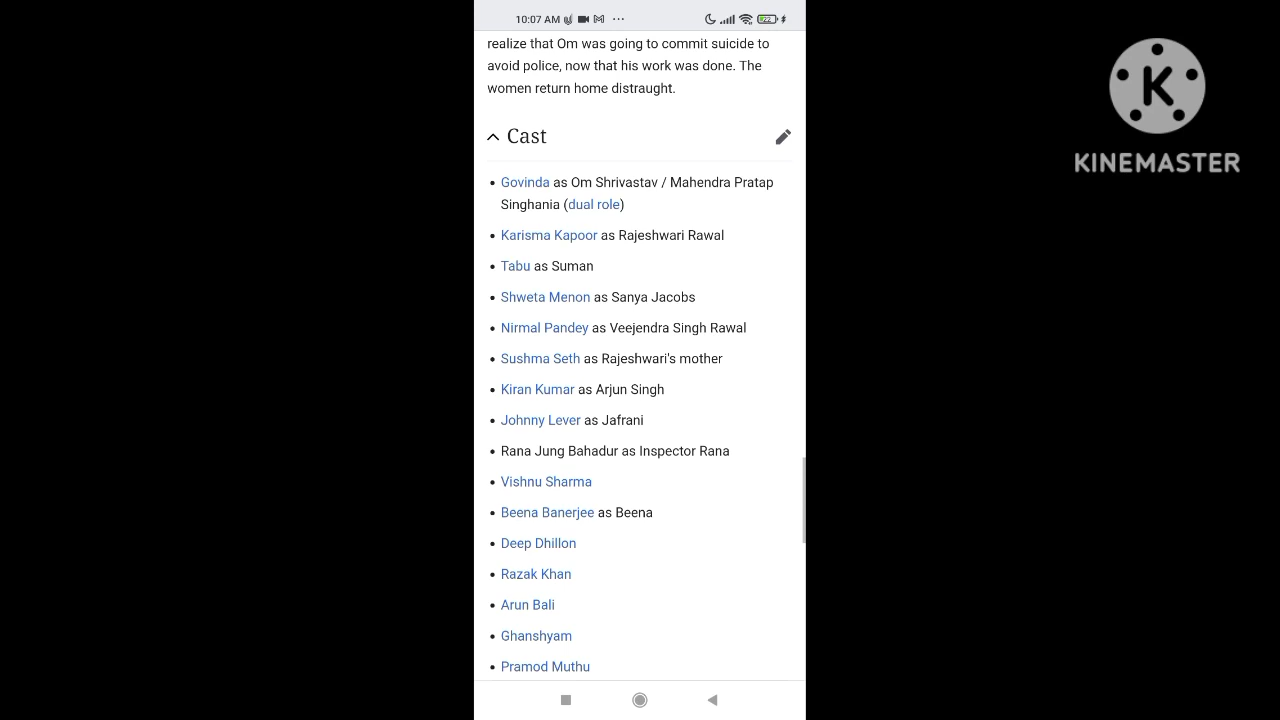 10:07 AM
22
realize that Om was going to commit suicide to
avoid police, now that his work was done. The
women return home distraught.
Cast
• Govinda as Om Shrivastav / Mahendra Pratap
Singhania (dual role)
• Karisma Kapoor as Rajeshwari Rawal
• Tabu as Suman
• Shweta Menon as Sanya Jacobs
• Nirmal Pandey as Veejendra Singh Rawal
• Sushma Seth as Rajeshwari's mother
• Kiran Kumar as Arjun Singh
• Johnny Lever as Jafrani
• Rana Jung Bahadur as Inspector Rana
• Vishnu Sharma
• Beena Banerjee as Beena
• Deep Dhillon
• Razak Khan
• Arun Bali
• Ghanshyam
• Pramod Muthu
K
KINEMASTER